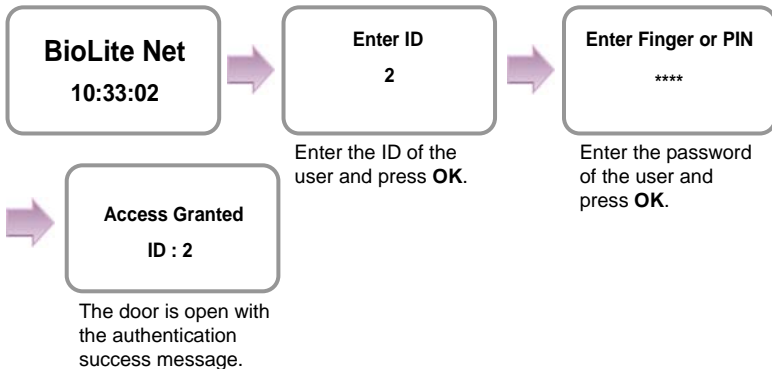 BioLite Net
10:33:02
Enter ID
2
Enter the ID of the
user and press OK.
Enter Finger or PIN
****
Enter the password
of the user and
press OK.
Access Granted
ID : 2
The door is open with
the authentication
success message.